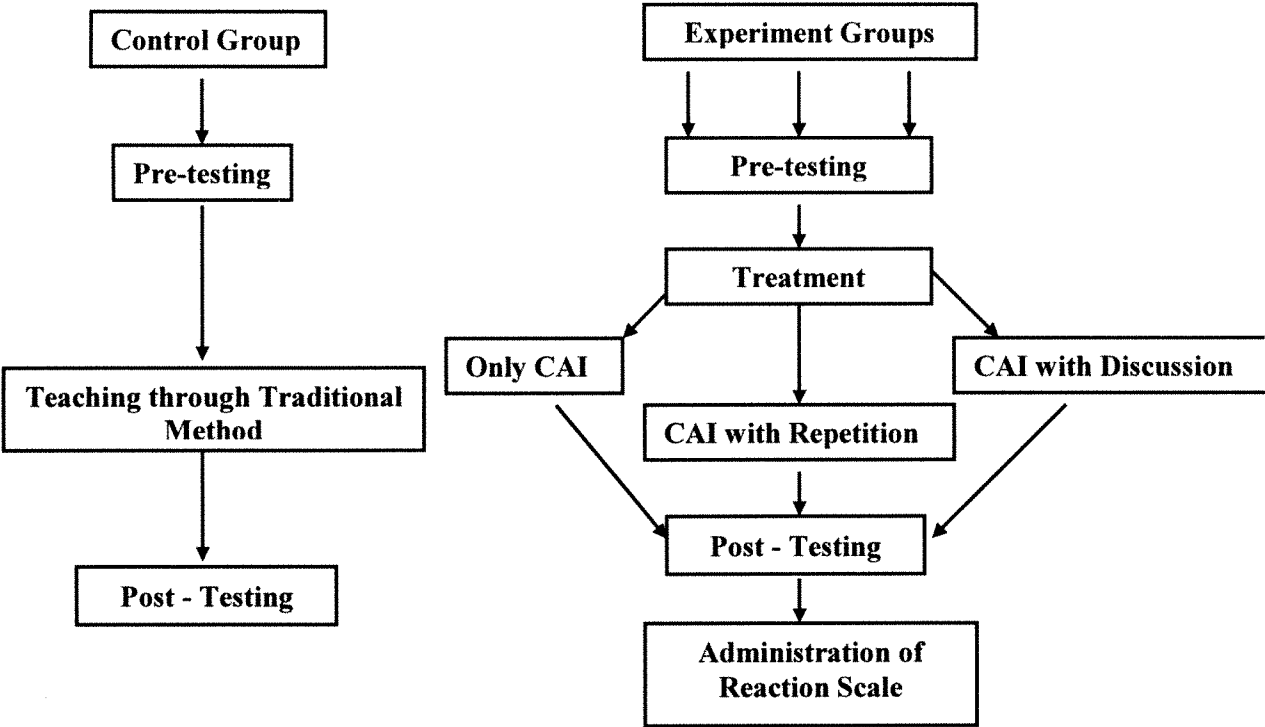 Control Group
Pre-testing
Teaching through Traditional
Method
Post - Testing
Experiment Groups
Pre-testing
Treatment
Only CAI
CAI with Repetition
CAI with Discussion
Post - Testing
Administration of
Reaction Scale